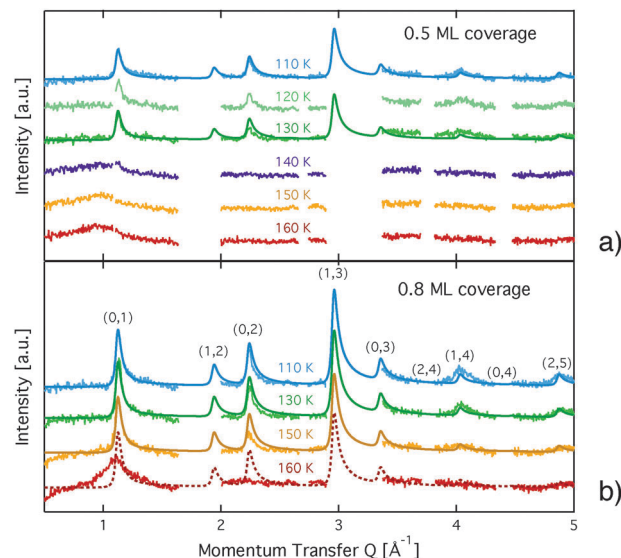 0.5 ML coverage
Intensity [a.u.]
110 K
120 K
130 K
140 K
150 K
160 K
a)
0.8 ML coverage
Intensity [a.u.]
(0,1)
(1,2)
(0,2)
(1,3)
(0,3)
(2,4)
(1,4)
(0,4)
(2,5)
110 K
130 K
150 K
160 K
b)
1 2 3 4 5
Momentum Transfer Q [Å⁻¹]